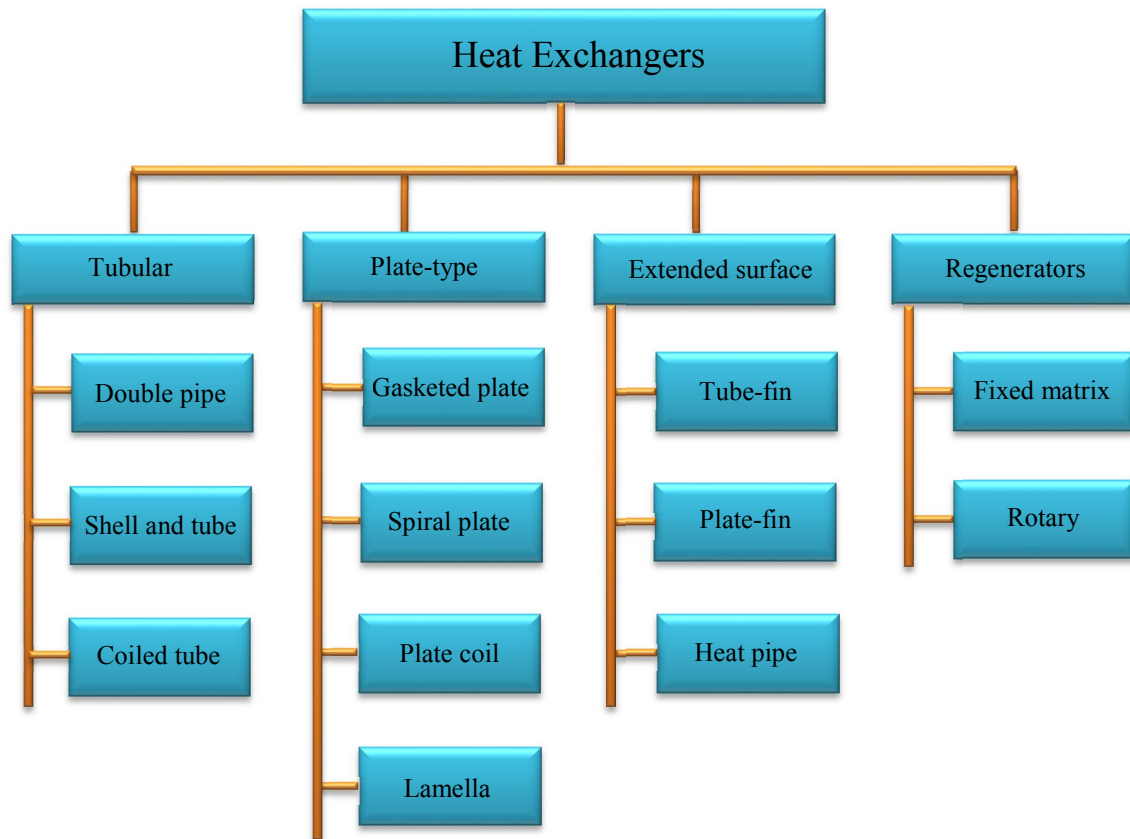 Heat Exchangers
Tubular
Double pipe
Shell and tube
Coiled tube
Plate-type
Gasketed plate
Spiral plate
Plate coil
Lamella
Extended surface
Tube-fin
Plate-fin
Heat pipe
Regenerators
Fixed matrix
Rotary